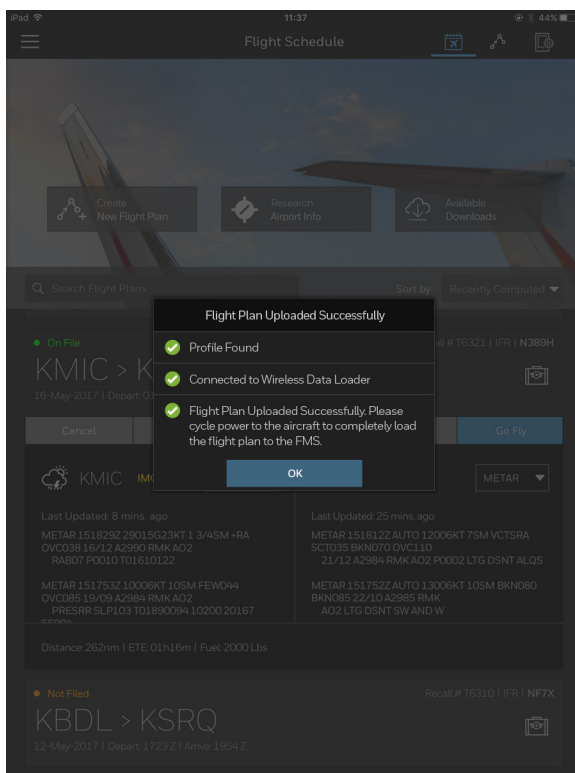 iPad 11:37 44%
Flight Schedule
Create
New Flight Plan
Research
Airport Info
Available
Downloads
Search Flight Plans
Sort by Recently Computed
Flight Plan Uploaded Successfully
Profile Found
Connected to Wireless Data Loader
Flight Plan Uploaded Successfully. Please
cycle power to the aircraft to completely load
the flight plan to the FMS.
OK
On File
all # T6321 | IFR | N389H
KMIC > K
16-May-2017 | Depart: 03
Cancel
Go Fly
KMIC
METAR
Last Updated: 8 mins. ago
METAR 151829Z 29015G23KT 1 3/4SM +RA
OVC038 16/12 A2990 RMK AO2
RAB07 P0010 T01610122
METAR 151753Z 10006KT 10SM FEW044
OVC085 19/09 A2984 RMK AO2
PRESRR SLP103 T01890094 10200 20167
Last Updated: 25 mins. ago
METAR 151812Z AUTO 12006KT 7SM VCTSRA
SCT035 BKN070 OVC110
21/12 A2984 RMK AO2 P0002 LTG DSNT ALQS
METAR 151752Z AUTO 13006KT 10SM BKN080
BKN085 22/10 A2985 RMK
AO2 LTG DSNT SW AND W
Distance: 262nm | ETE: 01h16m | Fuel: 2000 Lbs
Not Filed
Recall # T6310 | IFR | NF7X
KBDL > KSRQ
12-May-2017 | Depart: 1723 Z | Arrive: 1954 Z